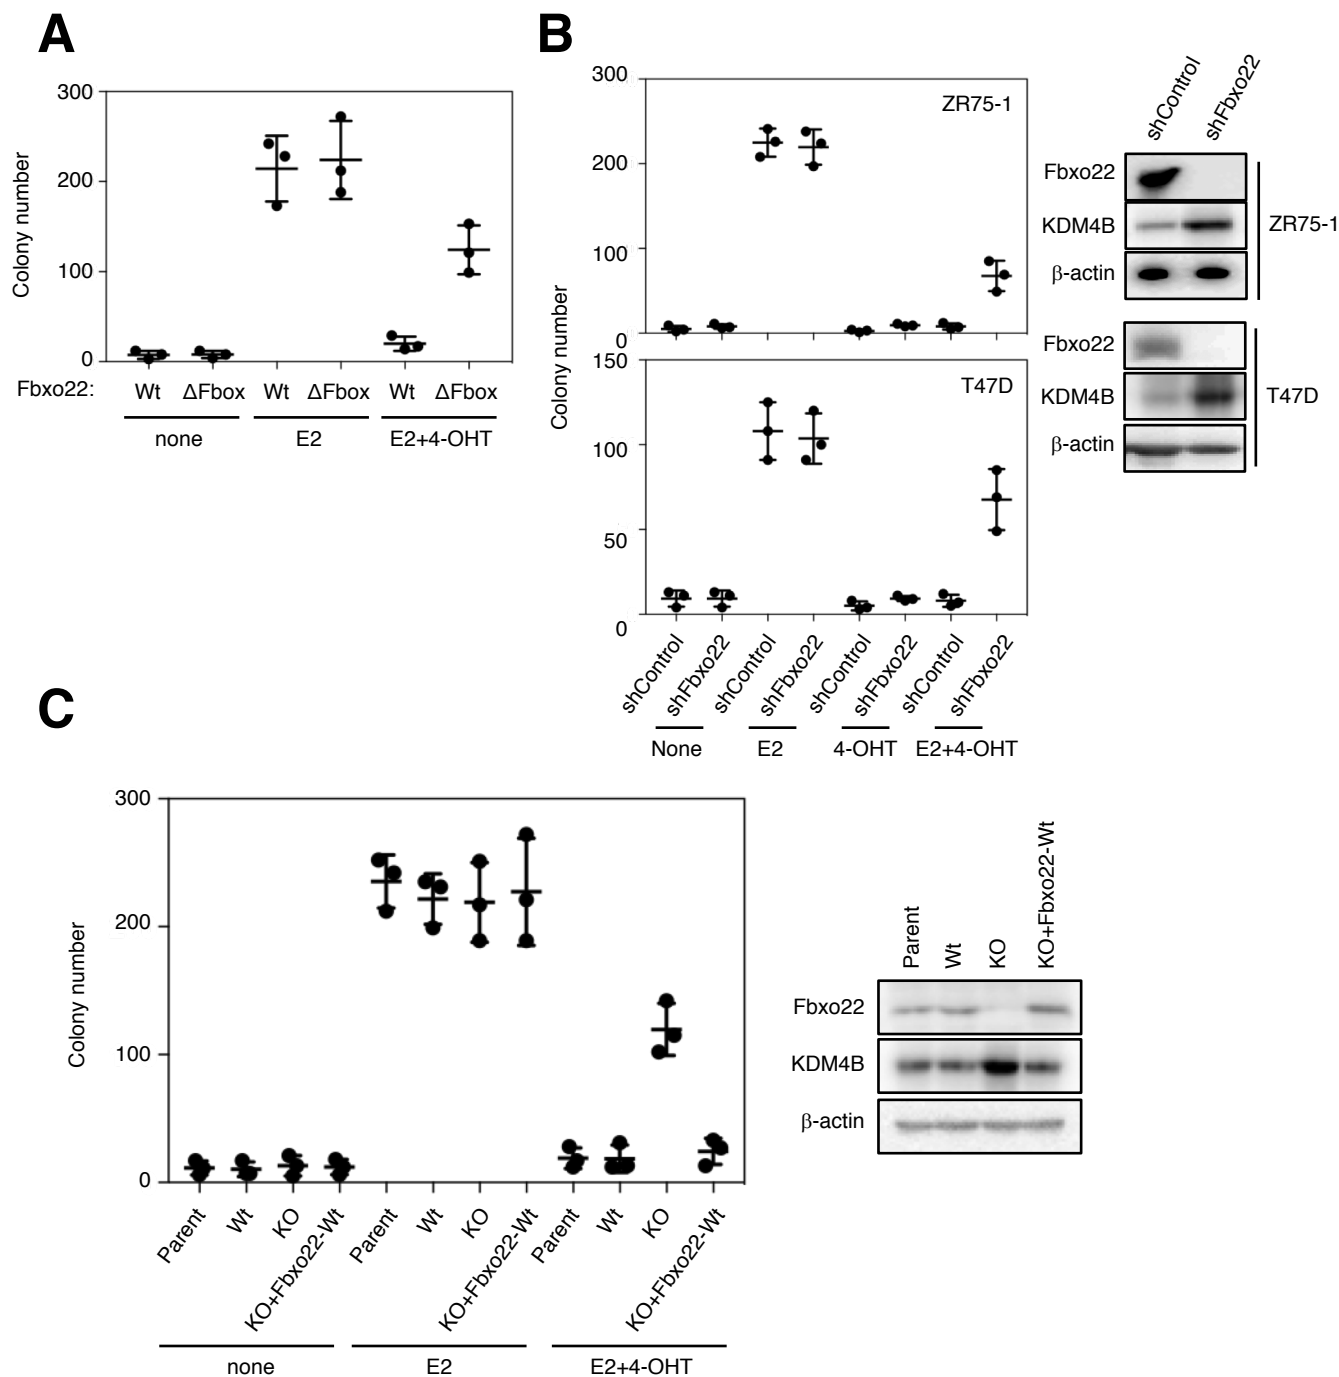 A
300
200
100
0
Colony number
Fbxo22:
Wt
ΔFbox
Wt
ΔFbox
Wt
ΔFbox
none
E2
E2+4-OHT
B
300
200
100
0
ZR75-1
Colony number
150
100
50
0
T47D
shControl
shFbxo22
shControl
shFbxo22
shControl
shFbxo22
shControl
shFbxo22
None
E2
4-OHT
E2+4-OHT
shControl
shFbxo22
Fbxo22
KDM4B
β-actin
ZR75-1
Fbxo22
KDM4B
β-actin
T47D
C
300
200
100
0
Colony number
Parent
Wt
KO
KO+Fbxo22-Wt
Parent
Wt
KO
KO+Fbxo22-Wt
Parent
Wt
KO
KO+Fbxo22-Wt
none
E2
E2+4-OHT
Parent
Wt
KO
KO+Fbxo22-Wt
Fbxo22
KDM4B
β-actin